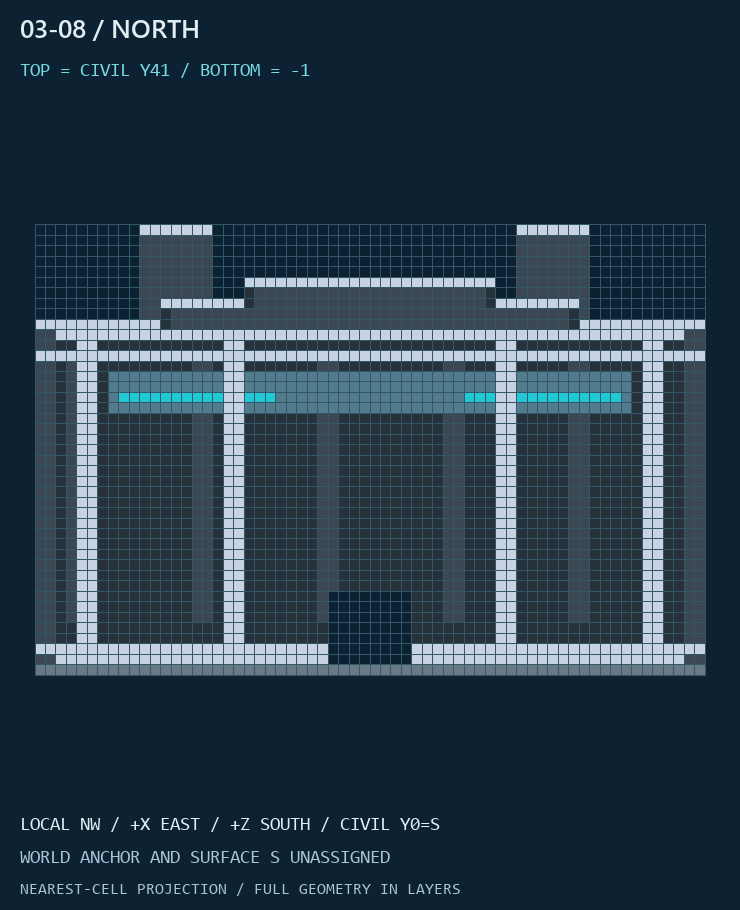 03-08 / NORTH
TOP = CIVIL Y41 / BOTTOM = -1
LOCAL NW / +X EAST / +Z SOUTH / CIVIL Y0=S
WORLD ANCHOR AND SURFACE S UNASSIGNED
NEAREST-CELL PROJECTION / FULL GEOMETRY IN LAYERS